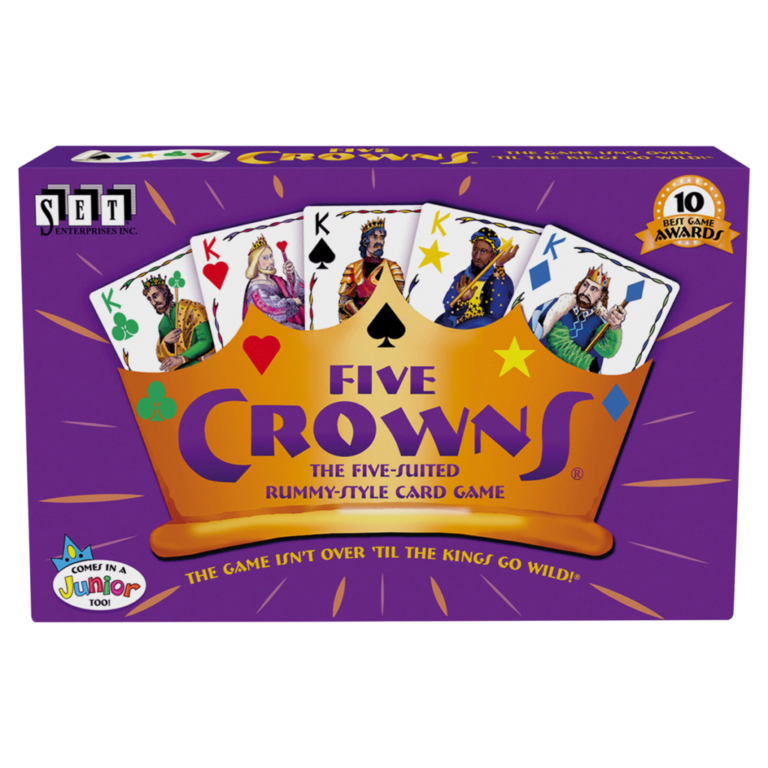 FIVE
CROWNS®
THE GAME ISN'T OVER
'TIL THE KINGS GO WILD!®
SET
ENTERPRISES INC.
10
BEST GAME
AWARDS
K
K
K
K
K
FIVE
CROWNS®
THE FIVE-SUITED
RUMMY-STYLE CARD GAME
THE GAME ISN'T OVER 'TIL THE KINGS GO WILD!®
COMES IN A
Junior
TOO!